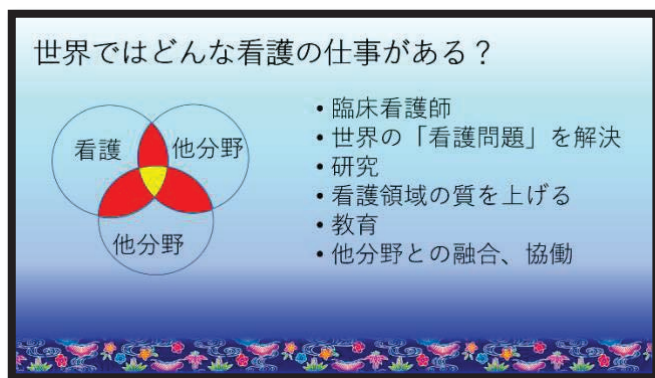 世界ではどんな看護の仕事がある？
看護
他分野
他分野
• 臨床看護師
• 世界の「看護問題」を解決
• 研究
• 看護領域の質を上げる
• 教育
• 他分野との融合、協働